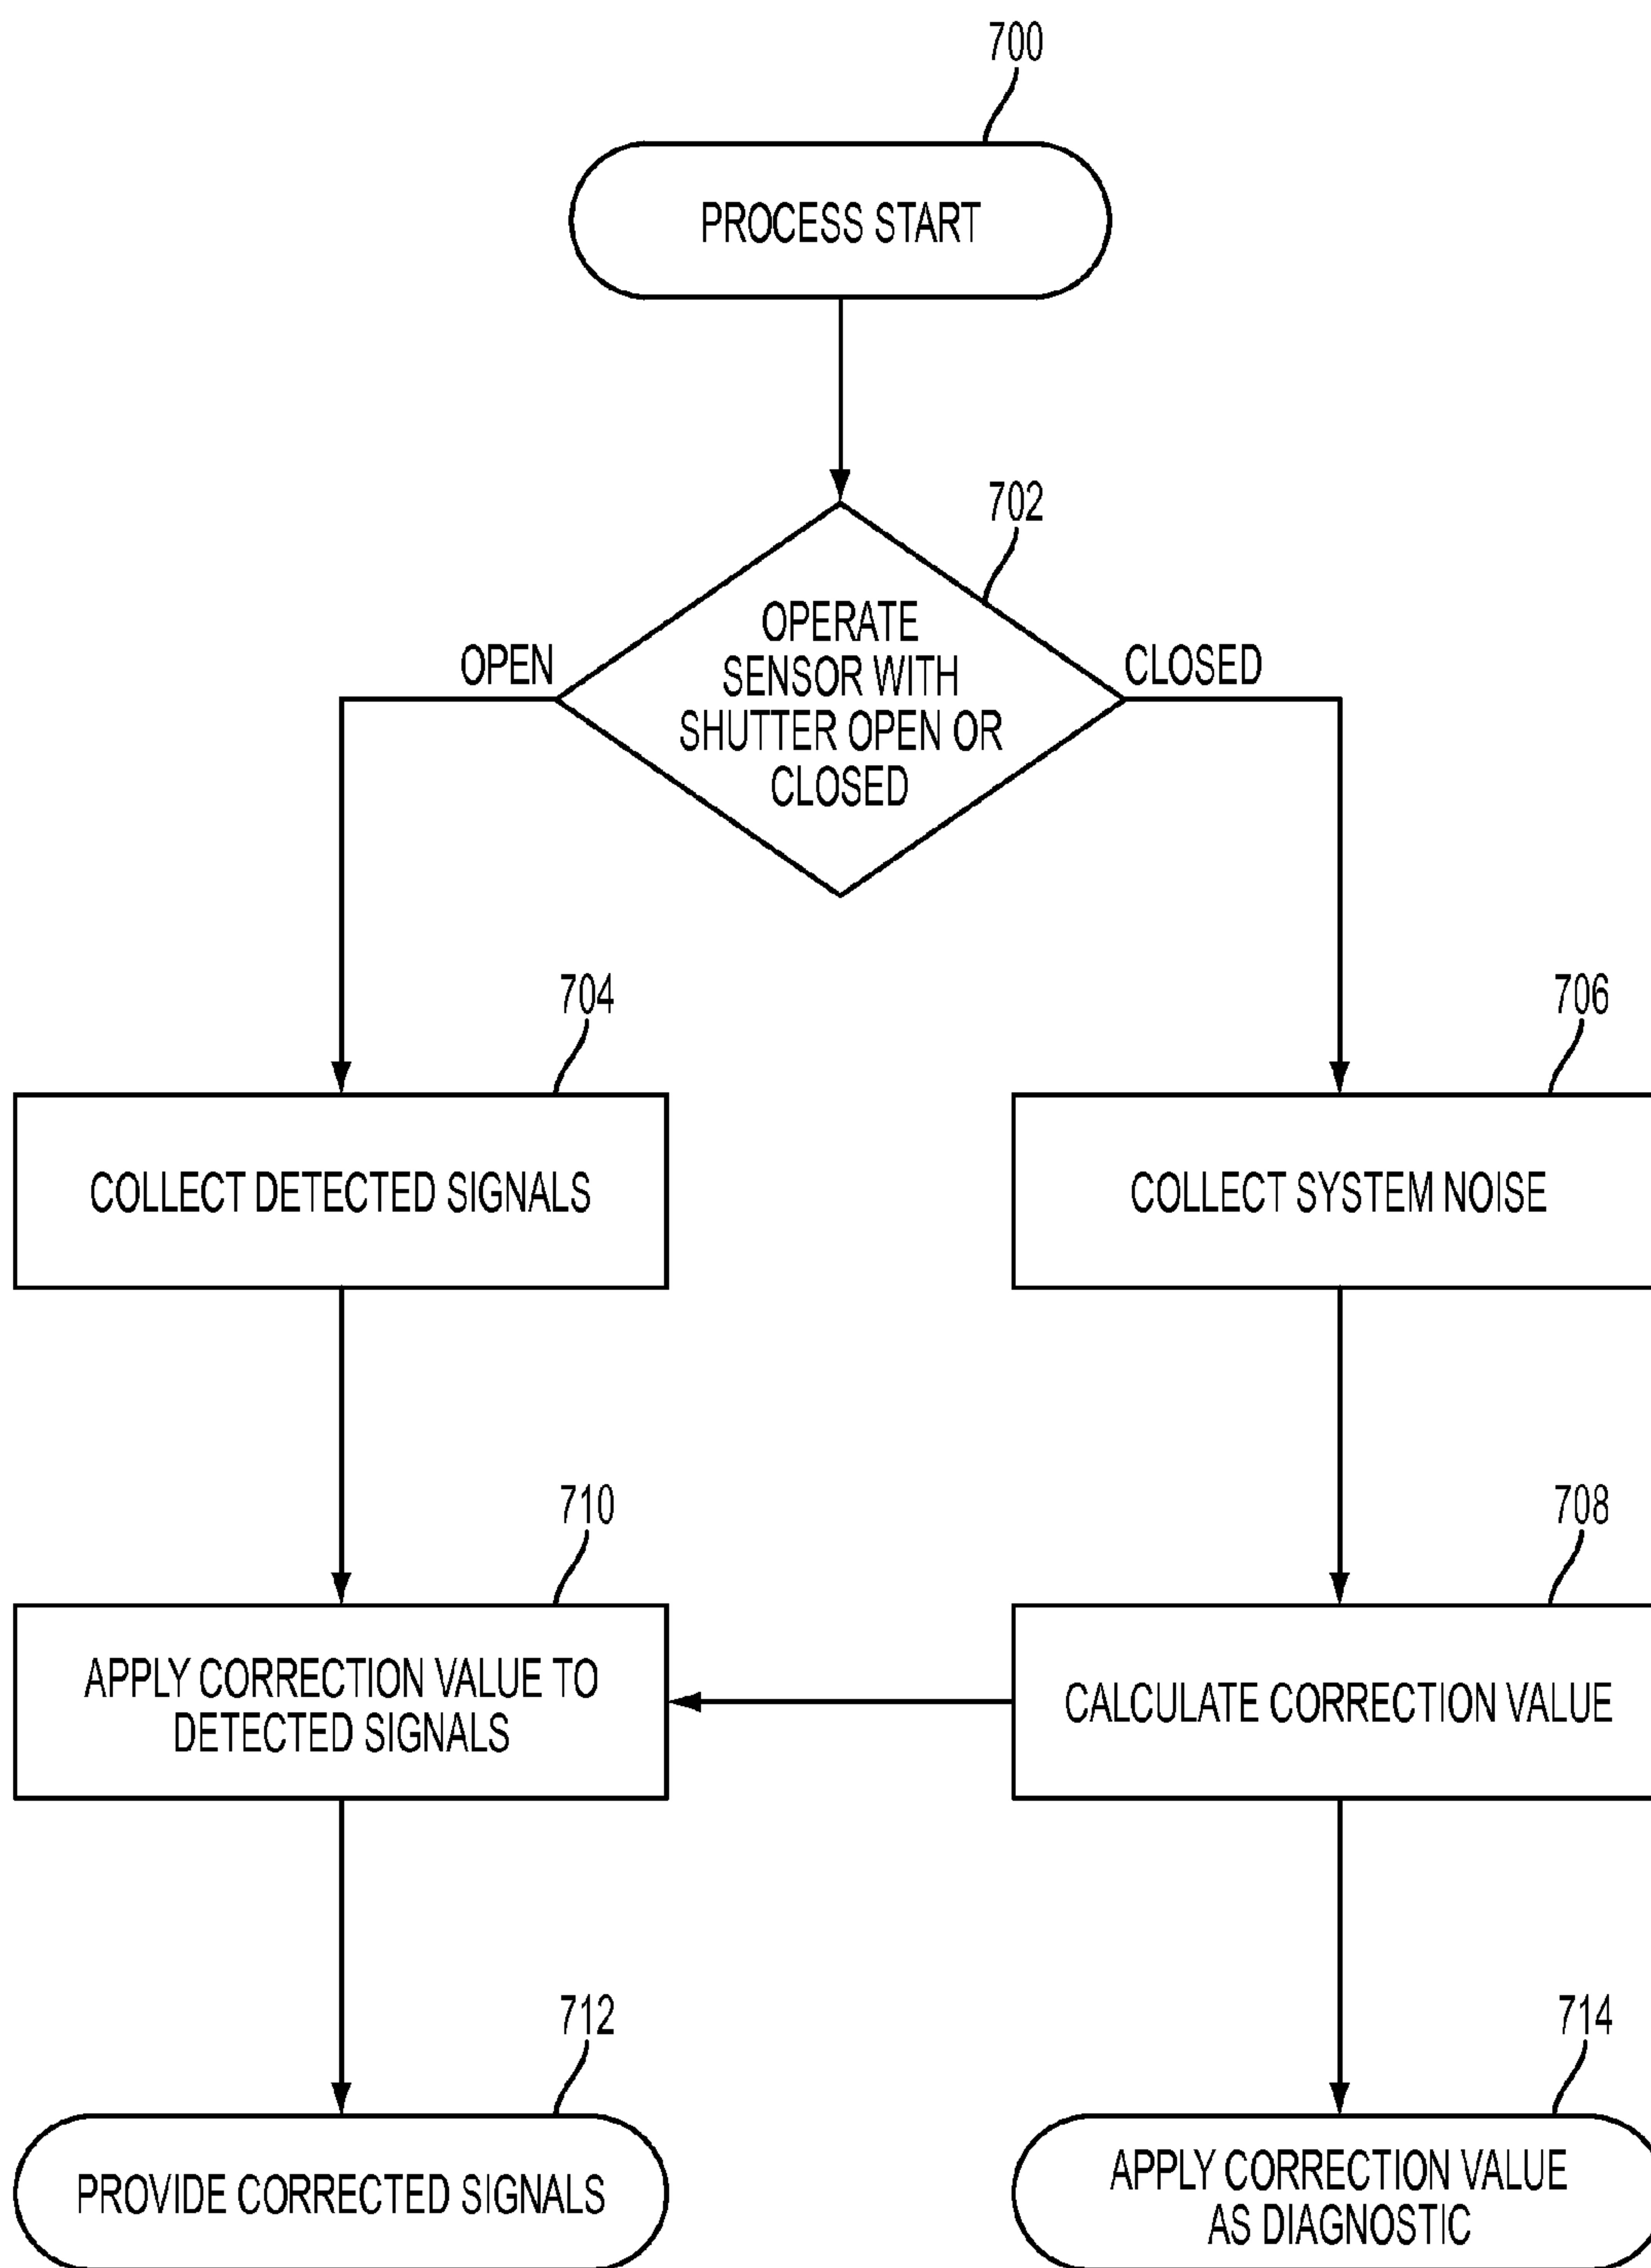 700
PROCESS START
702
OPERATE
SENSOR WITH
SHUTTER OPEN OR
CLOSED
OPEN
CLOSED
704
COLLECT DETECTED SIGNALS
706
COLLECT SYSTEM NOISE
710
APPLY CORRECTION VALUE TO
DETECTED SIGNALS
708
CALCULATE CORRECTION VALUE
712
PROVIDE CORRECTED SIGNALS
714
APPLY CORRECTION VALUE
AS DIAGNOSTIC